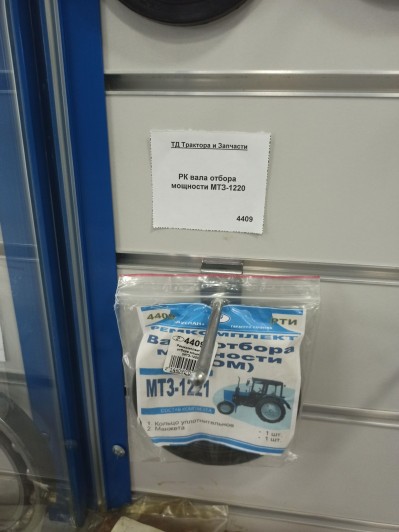 ТД Трактора и Запчасти
РК вала отбора
мощности МТЗ-1220
4409
4409
РТИ
РЕМКОМПЛЕКТ
Вала отбора
мощности
(ВОМ)
4409
МТЗ-1221
1. Кольцо уплотнительное - 1 шт.
2. Манжета - 1 шт.